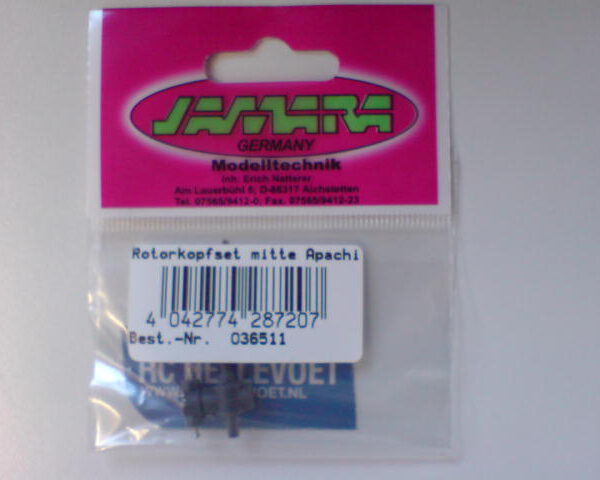 JAMARA
GERMANY
Modelltechnik
Inh. Erich Natterer
Am Lauerbühl 5, D-88317 Aichstetten
Tel. 07565/9412-0, Fax. 07565/9412-23
Rotorkopfset mitte Apachi
4 042774 287207
Best.-Nr. 036511
RC